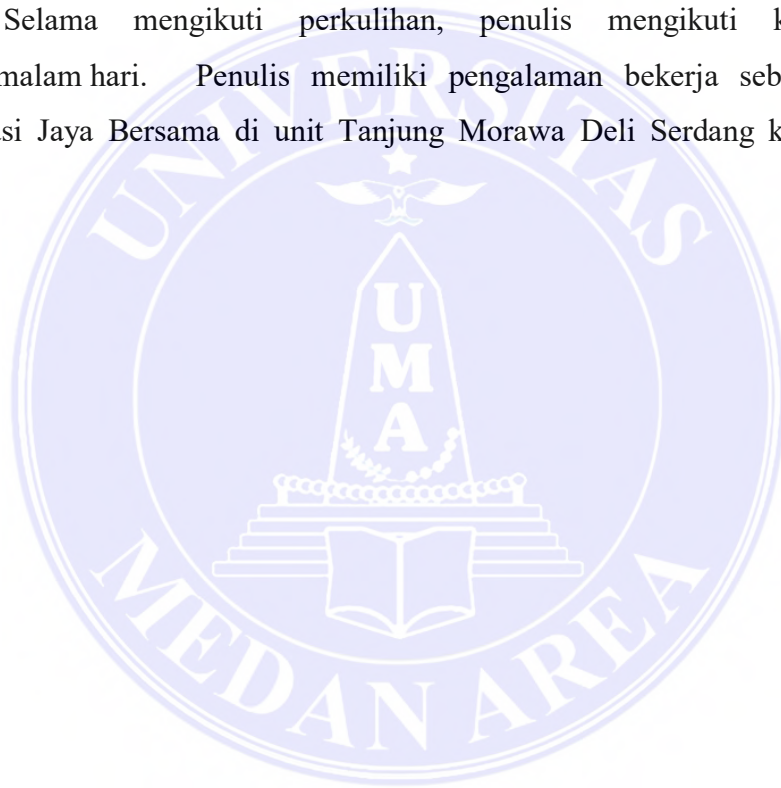 Selama mengikuti perkulihan, penulis mengikuti k
malam hari. Penulis memiliki pengalaman bekerja seb
si Jaya Bersama di unit Tanjung Morawa Deli Serdang k
UNIVERSITAS
UMA
MEDAN AREA